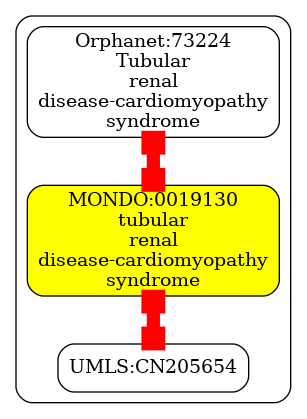 Orphanet:73224
Tubular
renal
disease-cardiomyopathy
syndrome
MONDO:0019130
tubular
renal
disease-cardiomyopathy
syndrome
UMLS:CN205654